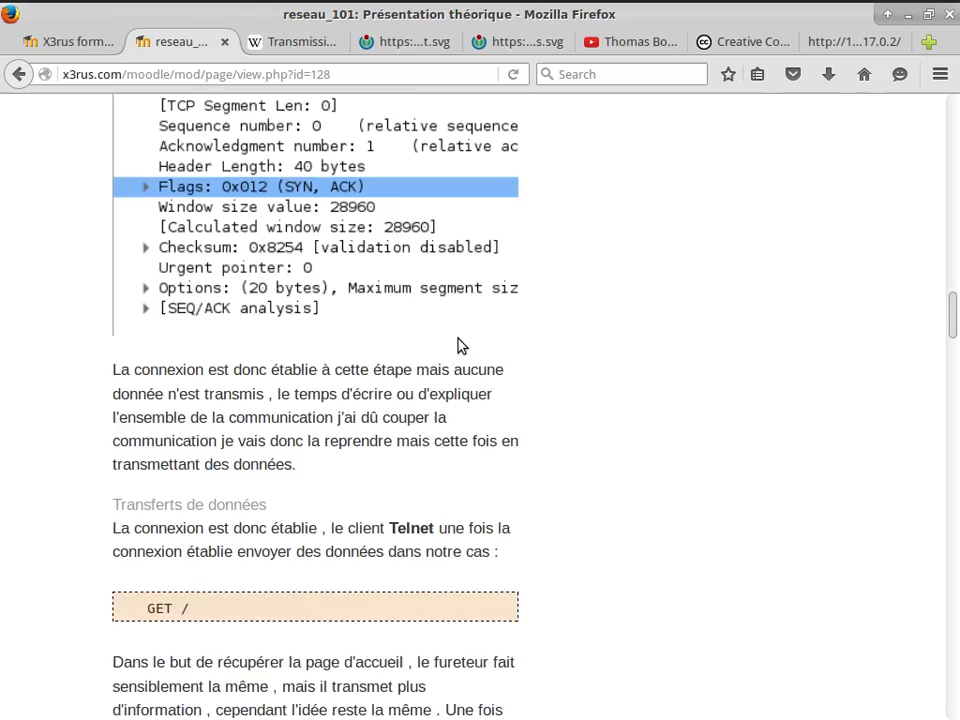 reseau_101: Présentation théorique - Mozilla Firefox
X3rus form...
reseau_...
Transmissi...
https:...t.svg
https:...s.svg
Thomas Bo...
Creative Co...
http://1...17.0.2/
x3rus.com/moodle/mod/page/view.php?id=128
Search
[TCP Segment Len: 0]
Sequence number: 0 (relative sequence
Acknowledgment number: 1 (relative ac
Header Length: 40 bytes
Flags: 0x012 (SYN, ACK)
Window size value: 28960
[Calculated window size: 28960]
Checksum: 0x8254 [validation disabled]
Urgent pointer: 0
Options: (20 bytes), Maximum segment siz
[SEQ/ACK analysis]
La connexion est donc établie à cette étape mais aucune
donnée n'est transmis , le temps d'écrire ou d'expliquer
l'ensemble de la communication j'ai dû couper la
communication je vais donc la reprendre mais cette fois en
transmettant des données.
Transferts de données
La connexion est donc établie , le client Telnet une fois la
connexion établie envoyer des données dans notre cas :
GET /
Dans le but de récupérer la page d'accueil , le fureteur fait
sensiblement la même , mais il transmet plus
d'information , cependant l'idée reste la même . Une fois